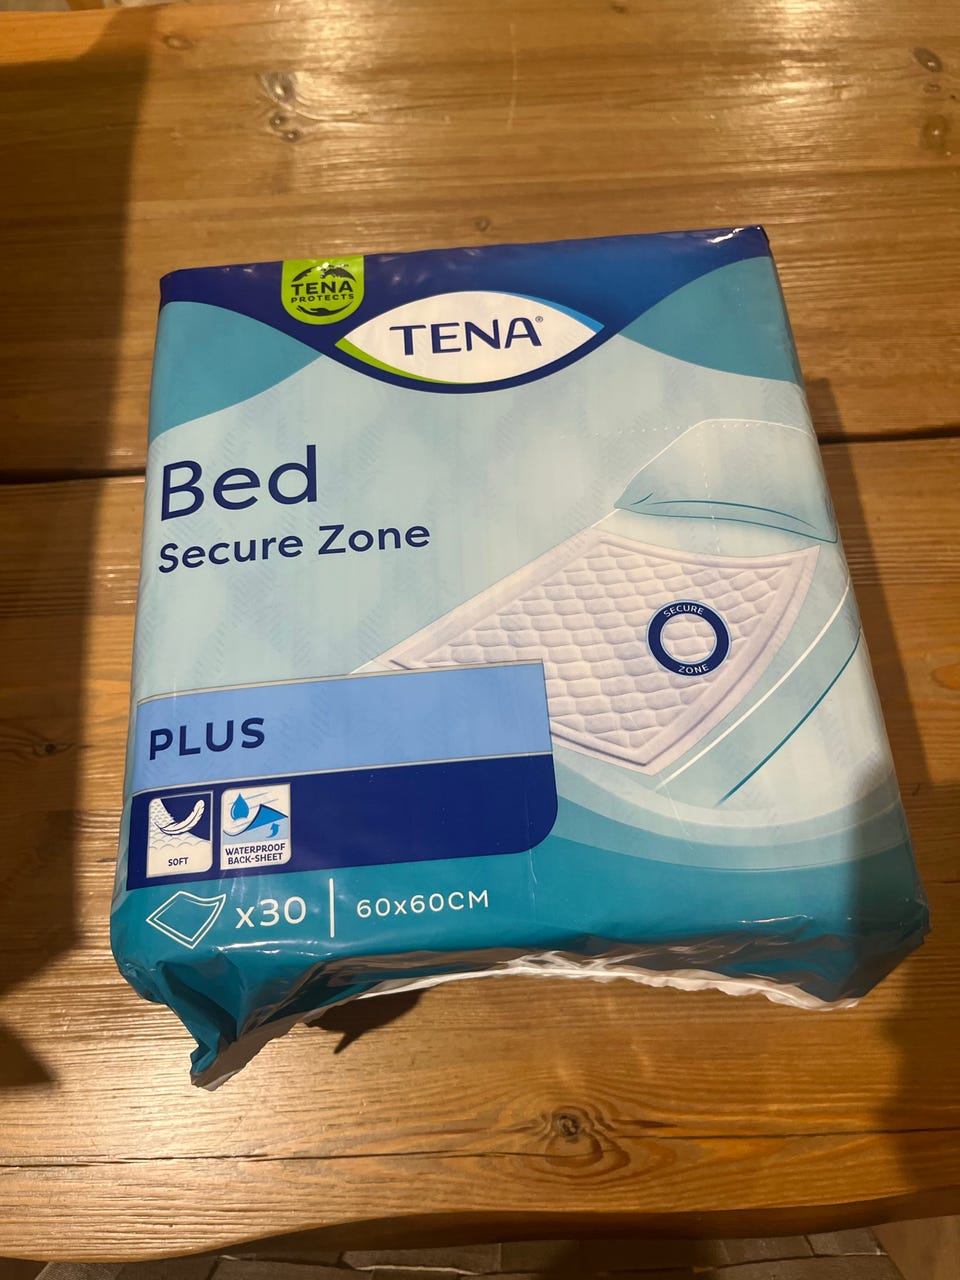 TENA
PROTECTS
TENA®
Bed
Secure Zone
SECURE
ZONE
PLUS
SOFT
WATERPROOF
BACK-SHEET
x30
60x60CM